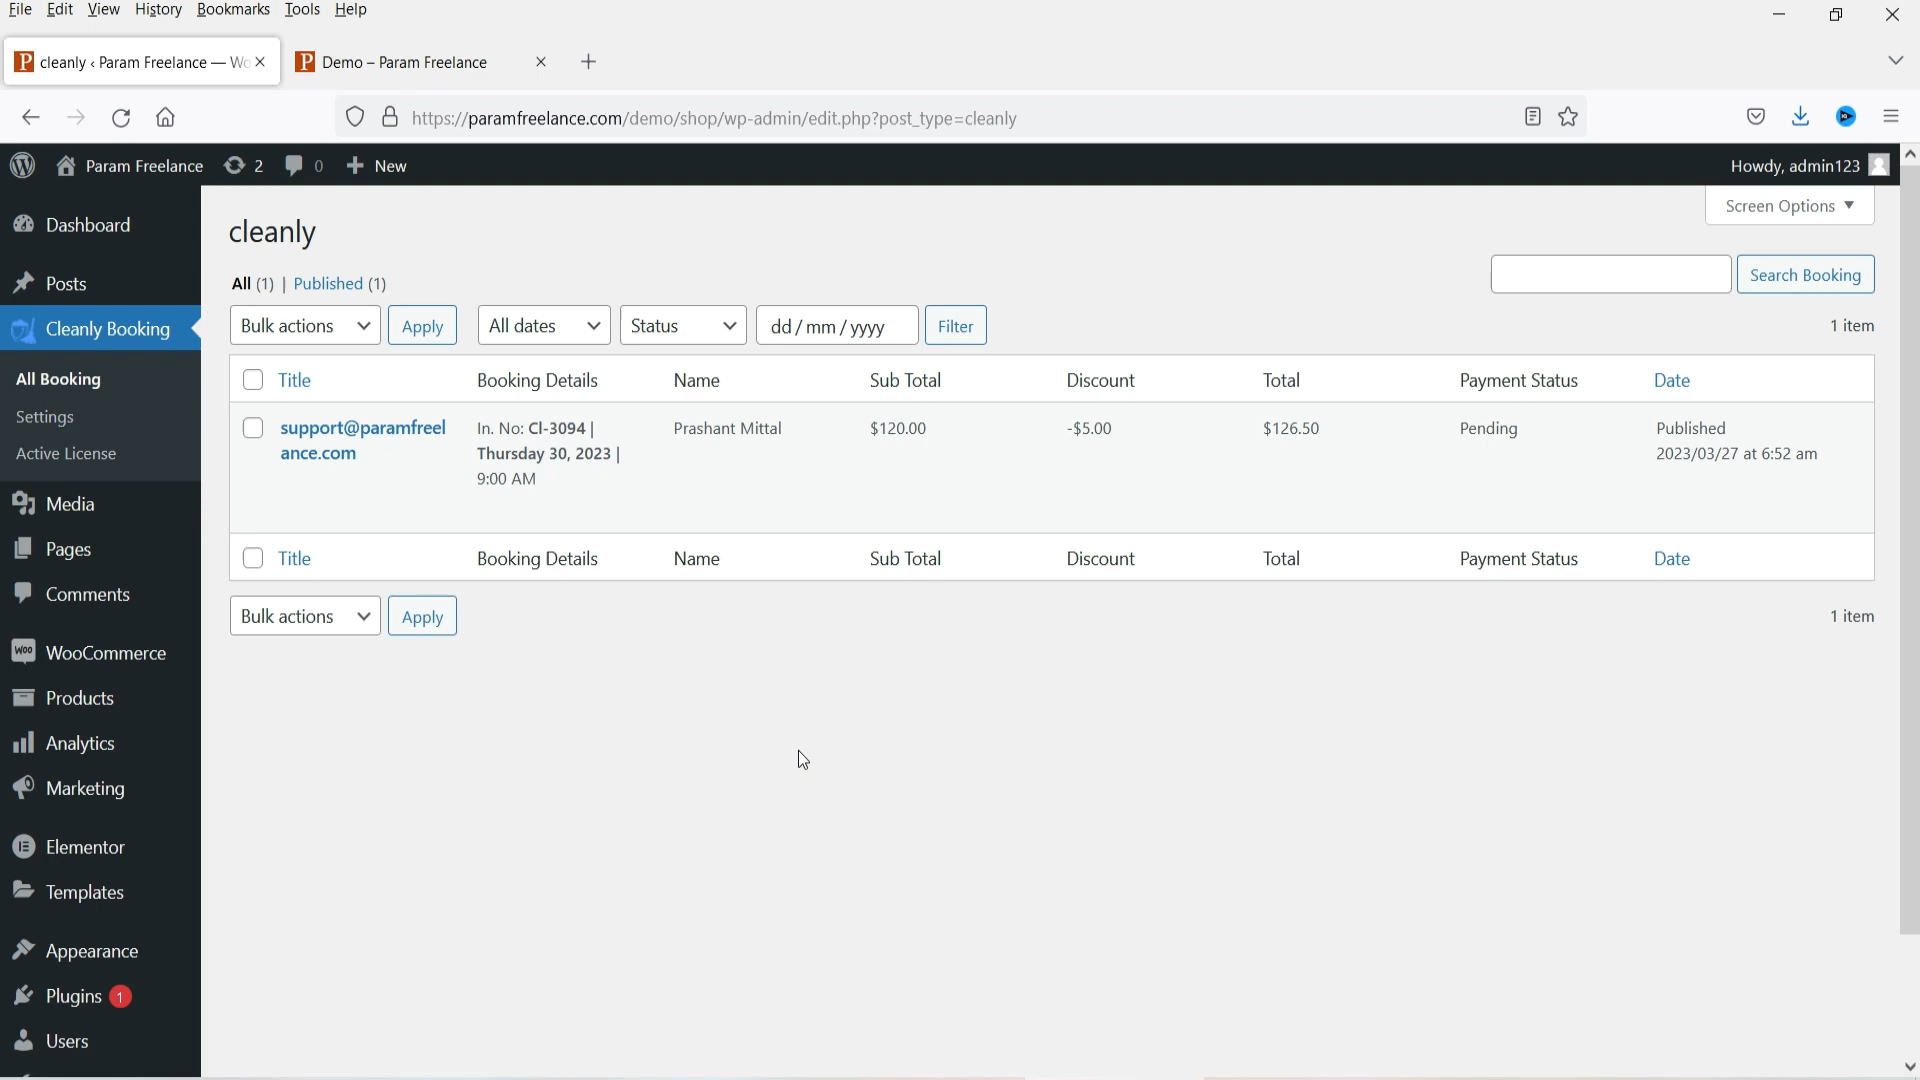 File Edit View History Bookmarks Tools Help
cleanly ‹ Param Freelance — Wo
Demo – Param Freelance
https://paramfreelance.com/demo/shop/wp-admin/edit.php?post_type=cleanly
Param Freelance 2 0 New
Howdy, admin123
Dashboard
Posts
Cleanly Booking
All Booking
Settings
Active License
Media
Pages
Comments
WooCommerce
Products
Analytics
Marketing
Elementor
Templates
Appearance
Plugins 1
Users
Screen Options
cleanly
All (1) | Published (1)
Search Booking
Bulk actions Apply All dates Status dd/mm/yyyy Filter
1 item
Title Booking Details Name Sub Total Discount Total Payment Status Date
support@paramfreel In. No: Cl-3094 | Prashant Mittal $120.00 -$5.00 $126.50 Pending Published
ance.com Thursday 30, 2023 | 2023/03/27 at 6:52 am
9:00 AM
Title Booking Details Name Sub Total Discount Total Payment Status Date
Bulk actions Apply
1 item